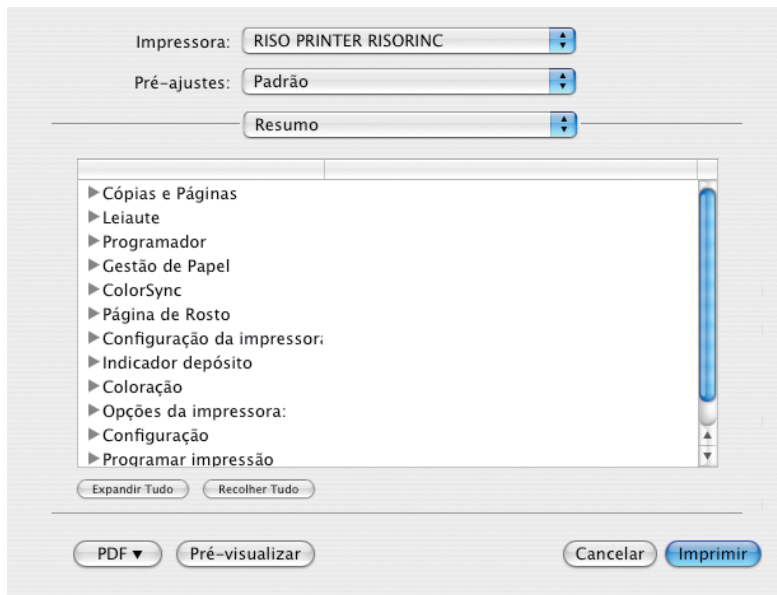 Impressora: RISO PRINTER RISORINC
Pré-ajustes: Padrão
Resumo
Cópias e Páginas
Leiaute
Programador
Gestão de Papel
ColorSync
Página de Rosto
Configuração da impressora
Indicador depósito
Coloração
Opções da impressora:
Configuração
Programar impressão
Expandir Tudo Recolher Tudo
PDF Pré-visualizar Cancelar Imprimir